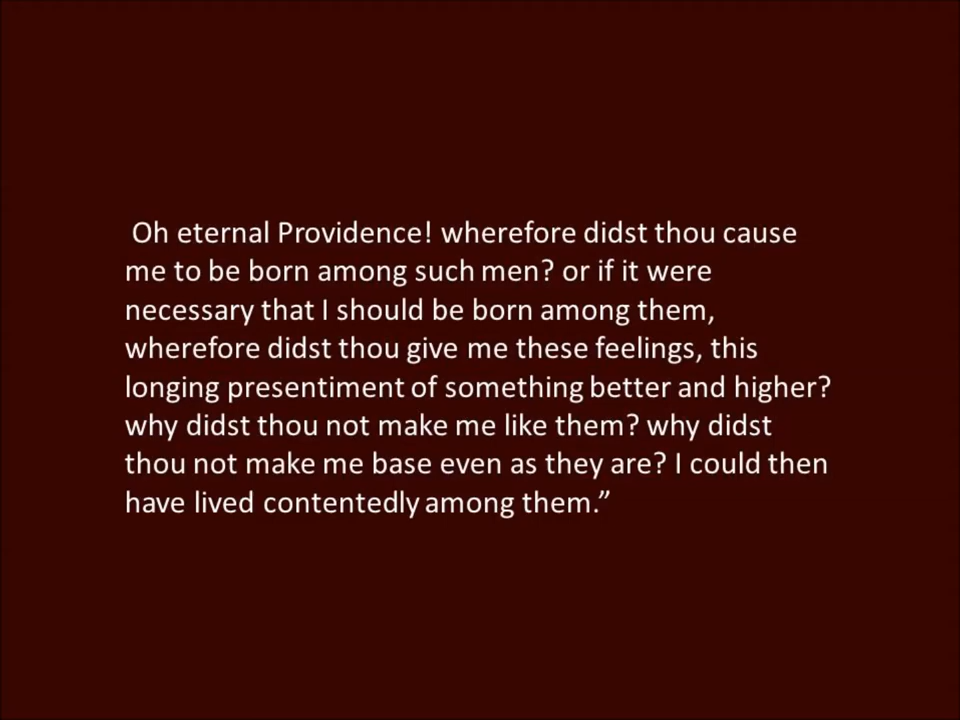 Oh eternal Providence! wherefore didst thou cause
me to be born among such men? or if it were
necessary that I should be born among them,
wherefore didst thou give me these feelings, this
longing presentiment of something better and higher?
why didst thou not make me like them? why didst
thou not make me base even as they are? I could then
have lived contentedly among them.”